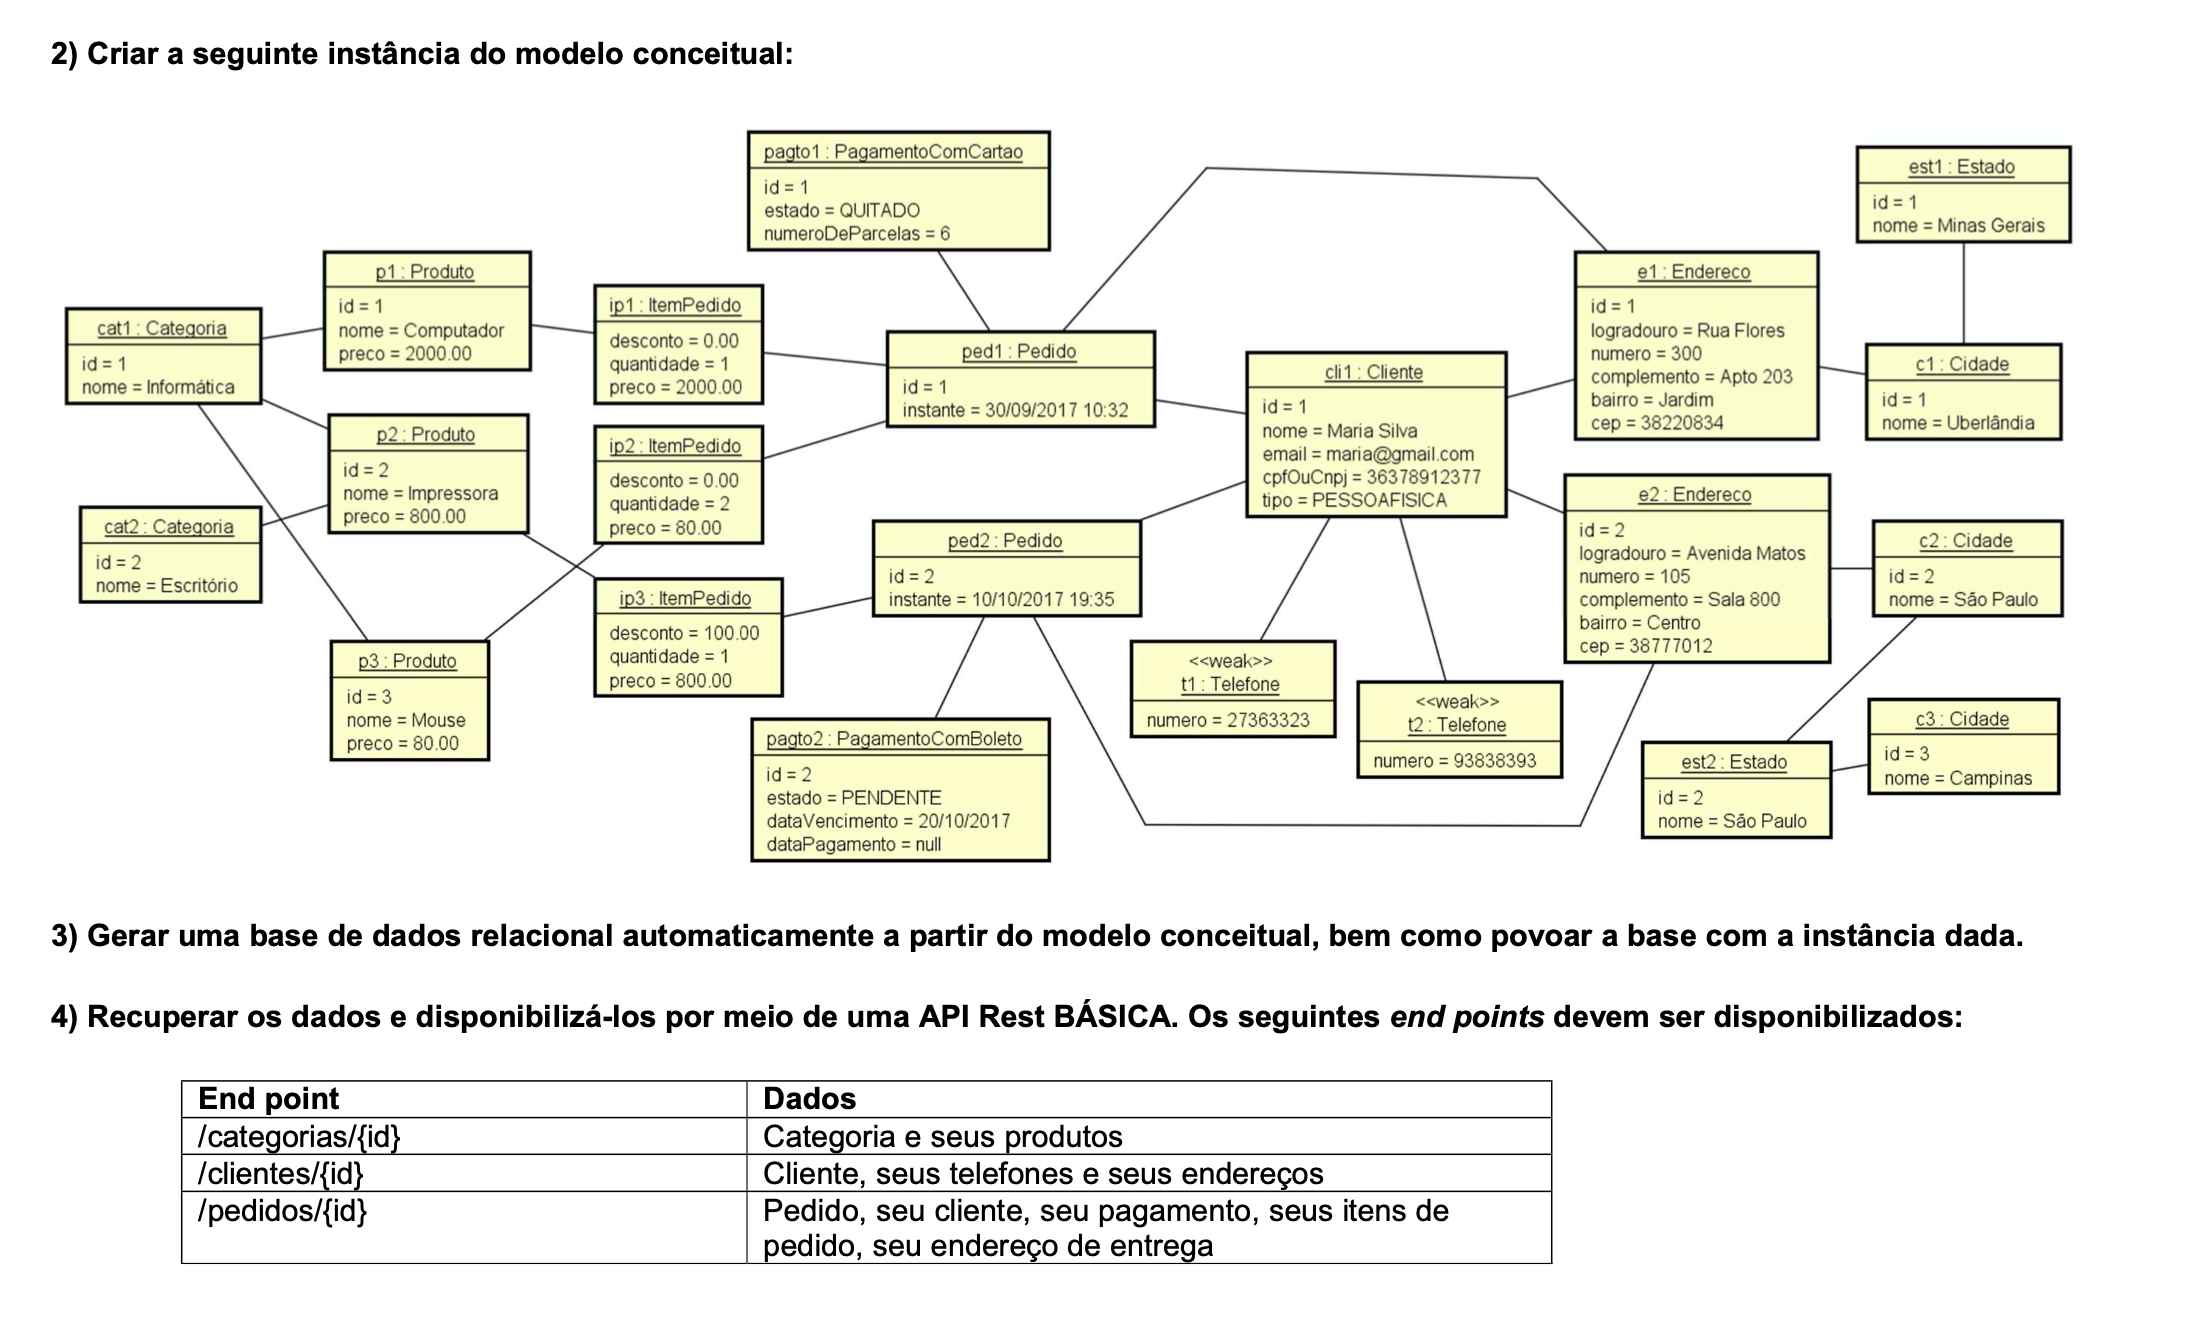 2) Criar a seguinte instância do modelo conceitual:
pagto1 : PagamentoComCartao
id = 1
estado = QUITADO
numeroDeParcelas = 6
est1 : Estado
id = 1
nome = Minas Gerais
p1 : Produto
id = 1
nome = Computador
preco = 2000.00
e1 : Endereco
id = 1
logradouro = Rua Flores
numero = 300
complemento = Apto 203
bairro = Jardim
cep = 38220834
ip1 : ItemPedido
desconto = 0.00
quantidade = 1
preco = 2000.00
cat1 : Categoria
id = 1
nome = Informática
ped1 : Pedido
id = 1
instante = 30/09/2017 10:32
cli1 : Cliente
id = 1
nome = Maria Silva
email = maria@gmail.com
cpfOuCnpj = 36378912377
tipo = PESSOAFISICA
c1 : Cidade
id = 1
nome = Uberlândia
p2 : Produto
id = 2
nome = Impressora
preco = 800.00
ip2 : ItemPedido
desconto = 0.00
quantidade = 2
preco = 80.00
e2 : Endereco
id = 2
logradouro = Avenida Matos
numero = 105
complemento = Sala 800
bairro = Centro
cep = 38777012
cat2 : Categoria
id = 2
nome = Escritório
ped2 : Pedido
id = 2
instante = 10/10/2017 19:35
c2 : Cidade
id = 2
nome = São Paulo
ip3 : ItemPedido
desconto = 100.00
quantidade = 1
preco = 800.00
p3 : Produto
id = 3
nome = Mouse
preco = 80.00
<<weak>>
t1 : Telefone
numero = 27363323
<<weak>>
t2 : Telefone
numero = 93838393
c3 : Cidade
id = 3
nome = Campinas
pagto2 : PagamentoComBoleto
id = 2
estado = PENDENTE
dataVencimento = 20/10/2017
dataPagamento = null
est2 : Estado
id = 2
nome = São Paulo
3) Gerar uma base de dados relacional automaticamente a partir do modelo conceitual, bem como povoar a base com a instância dada.
4) Recuperar os dados e disponibilizá-los por meio de uma API Rest BÁSICA. Os seguintes end points devem ser disponibilizados:
End point Dados
/categorias/{id} Categoria e seus produtos
/clientes/{id} Cliente, seus telefones e seus endereços
/pedidos/{id} Pedido, seu cliente, seu pagamento, seus itens de
pedido, seu endereço de entrega